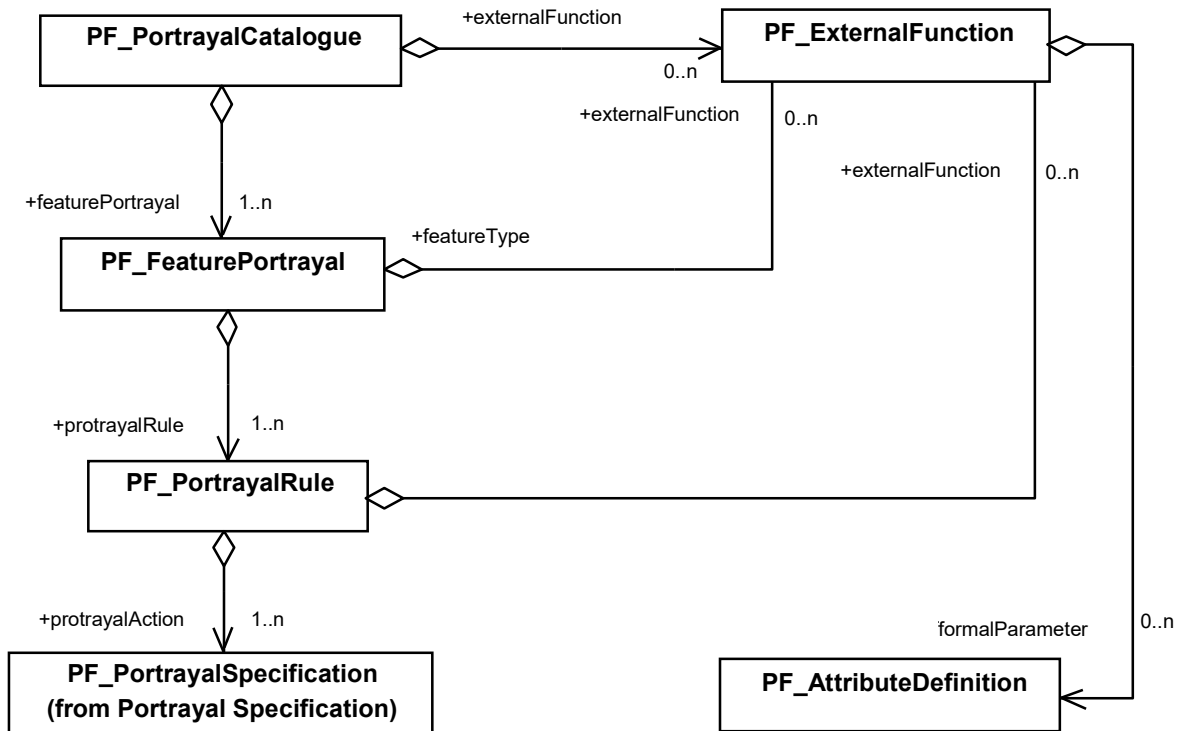 +externalFunction
PF_PortrayalCatalogue
PF_ExternalFunction
0..n
+externalFunction
0..n
+externalFunction
0..n
+featurePortrayal
1..n
+featureType
PF_FeaturePortrayal
+protrayalRule
1..n
PF_PortrayalRule
+protrayalAction
1..n
formalParameter
0..n
PF_PortrayalSpecification
(from Portrayal Specification)
PF_AttributeDefinition